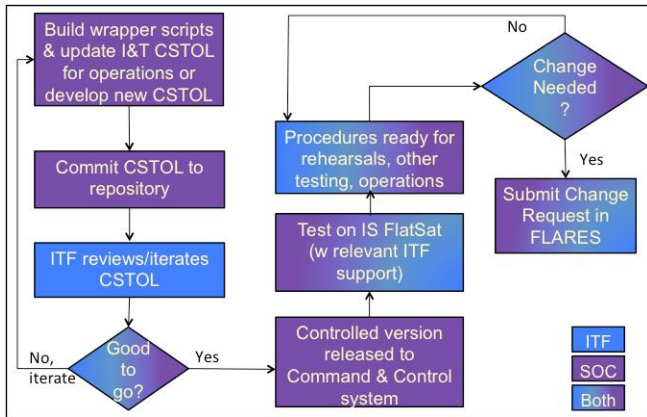 Build wrapper scripts
& update I&T CSTOL
for operations or
develop new CSTOL
Commit CSTOL to
repository
ITF reviews/iterates
CSTOL
Good
to
go?
No,
iterate
Yes
Controlled version
released to
Command & Control
system
Test on IS FlatSat
(w relevant ITF
support)
Procedures ready for
rehearsals, other
testing, operations
No
Change
Needed
?
Yes
Submit Change
Request in
FLARES
ITF
SOC
Both